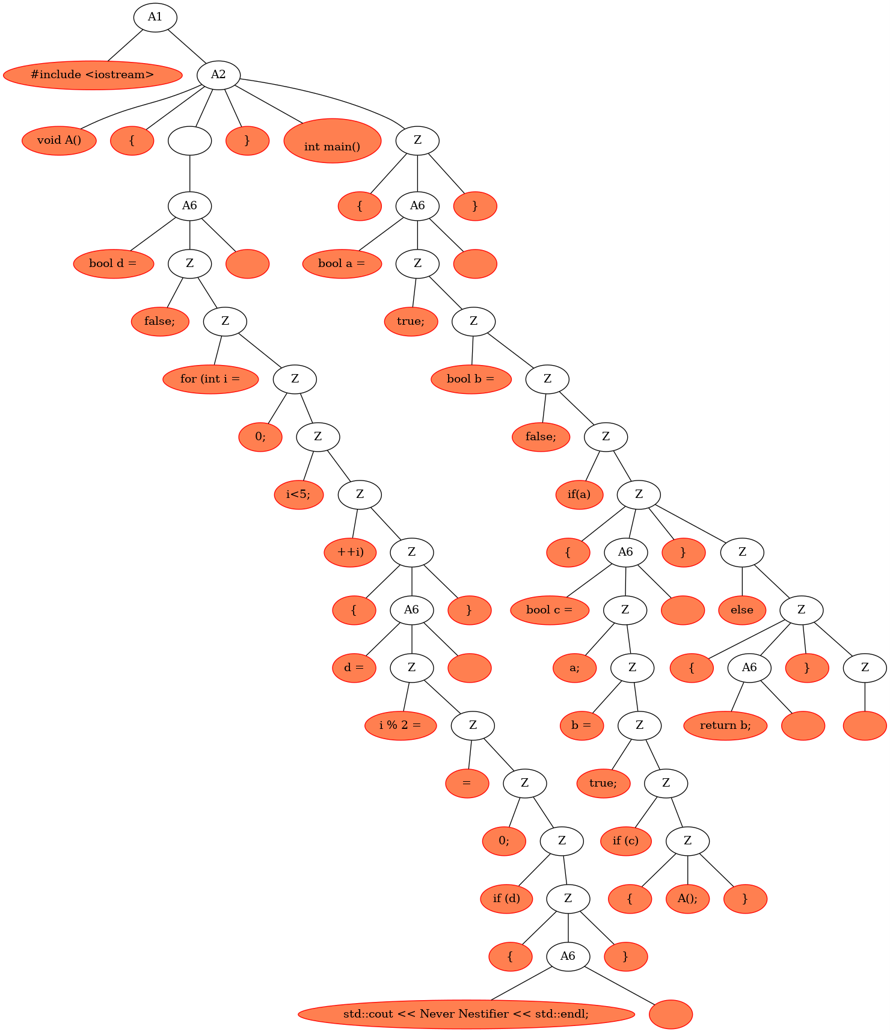 A1
#include <iostream>
A2
void A()
{
}
int main()
Z
A6
{
A6
}
bool d =
Z
bool a =
Z
false;
Z
true;
Z
for (int i =
Z
bool b =
Z
0;
Z
false;
Z
i<5;
Z
if(a)
Z
++i)
Z
{
A6
}
Z
{
A6
}
bool c =
Z
else
Z
d =
Z
a;
Z
{
A6
}
Z
i % 2 =
Z
b =
Z
return b;
=
Z
true;
Z
0;
Z
if (c)
Z
if (d)
Z
{
A();
}
{
A6
}
std::cout << Never Nestifier << std::endl;